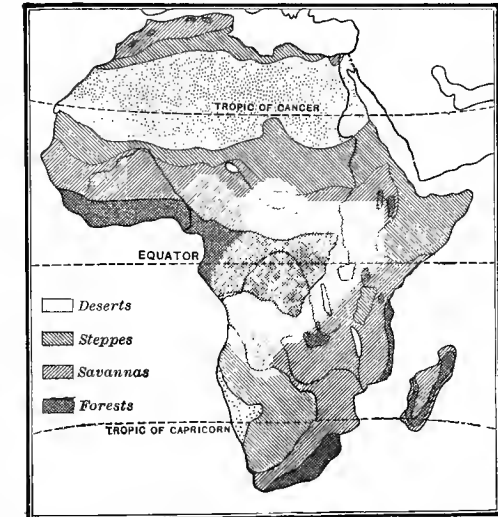 TROPIC OF CANCER
EQUATOR
Deserts
Steppes
Savannas
Forests
TROPIC OF CAPRICORN